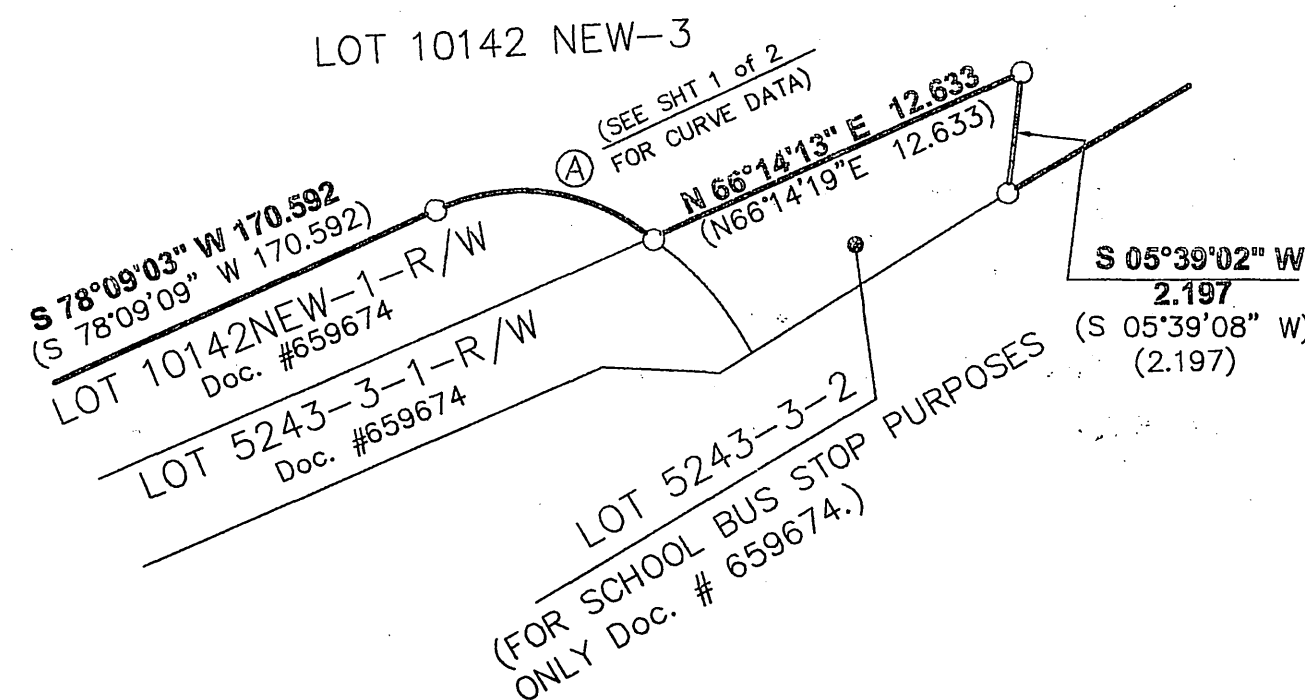 LOT 10142 NEW-3
(A)
(SEE SHT 1 of 2
FOR CURVE DATA)
N 66°14'13" E 12.633
(N66°14'19"E 12.633)
S 78°09'03" W 170.592
(S 78°09'09" W 170.592)
LOT 10142NEW-1-R/W
Doc. #659674
LOT 5243-3-1-R/W
Doc. #659674
S 05°39'02" W
2.197
(S 05°39'08" W)
(2.197)
LOT 5243-3-2
(FOR SCHOOL BUS STOP PURPOSES
ONLY Doc. # 659674.)